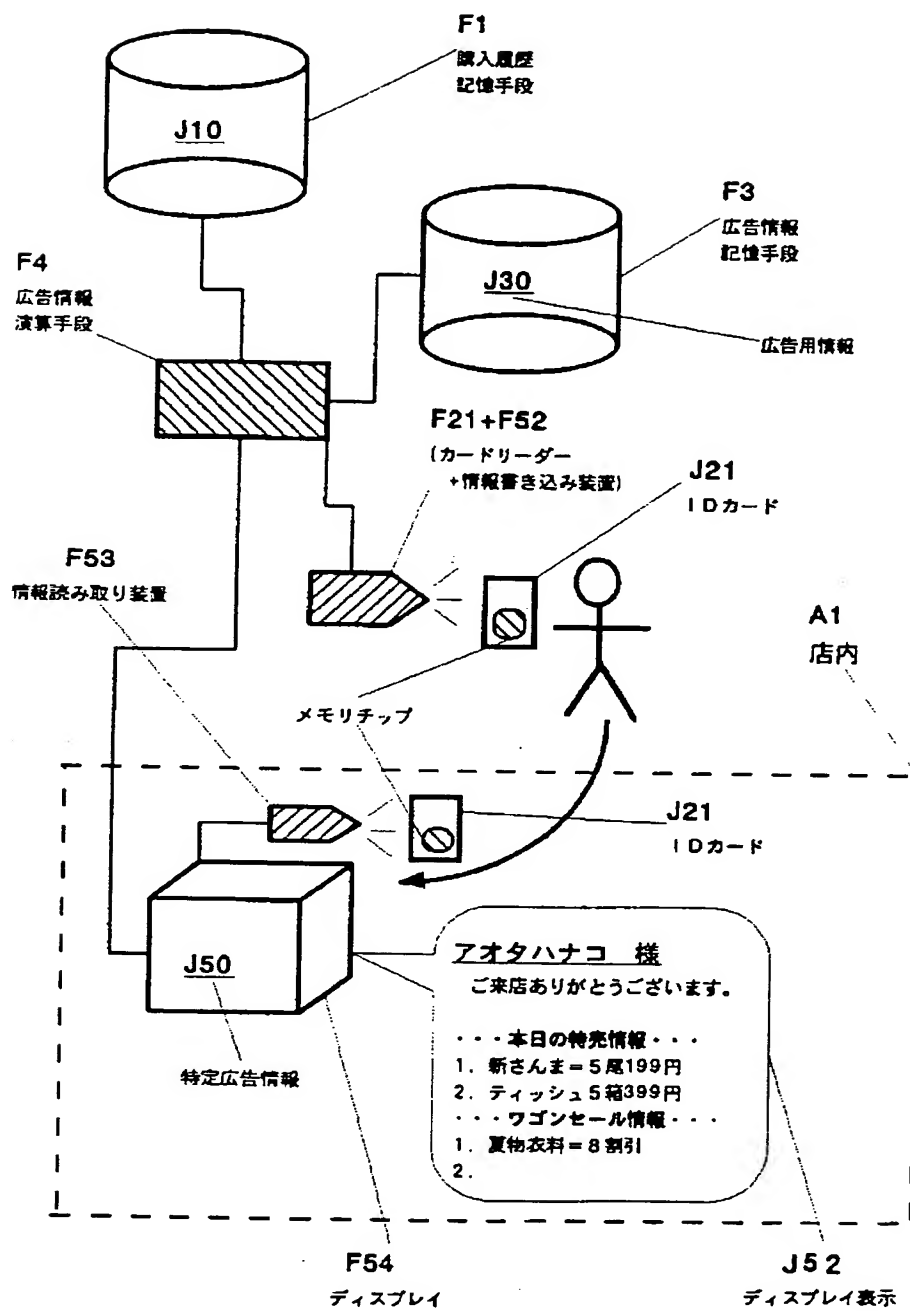 F1
購入履歴
記憶手段
J10
F3
広告情報
記憶手段
F4
広告情報
演算手段
J30
広告用情報
F21+F52
(カードリーダー
+情報書き込み装置)
J21
IDカード
F53
情報読み取り装置
A1
店内
メモリチップ
J21
IDカード
アオタハナコ 様
ご来店ありがとうございます。
・・・本日の特売情報・・・
1. 新さんま=5尾199円
2. ティッシュ5箱399円
・・・ワゴンセール情報・・・
1. 夏物衣料=8割引
2.
J50
特定広告情報
F54
ディスプレイ
J52
ディスプレイ表示